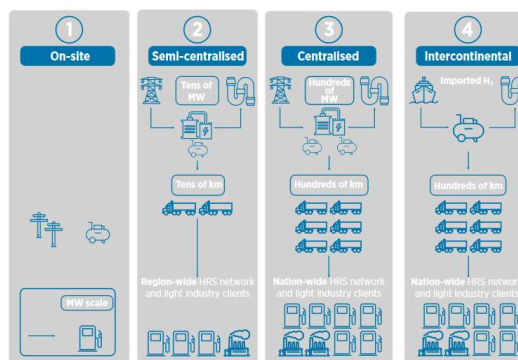 1
On-site
MW scale
2
Semi-centralised
Tens of
MW
Tens of km
Region-wide HRS network
and light industry clients
3
Centralised
Hundreds
of
MW
Hundreds of km
Nation-wide HRS network
and light industry clients
4
Intercontinental
Imported H₂
Hundreds of km
Nation-wide HRS network
and light industry clients